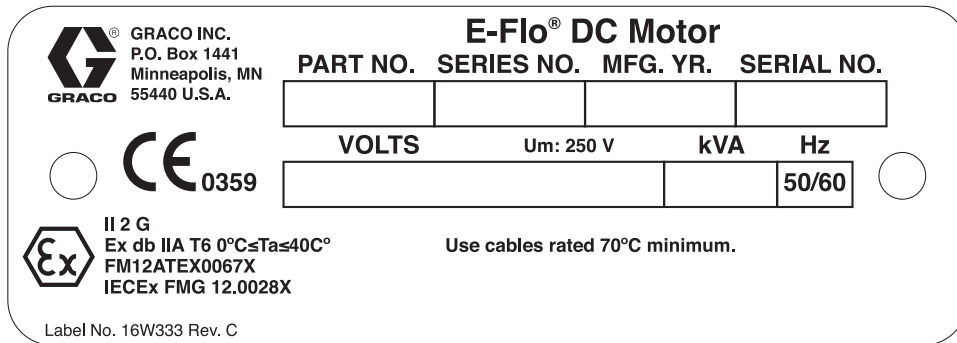 E-Flo® DC Motor
® GRACO INC.
P.O. Box 1441
Minneapolis, MN
55440 U.S.A.
GRACO
PART NO. SERIES NO. MFG. YR. SERIAL NO.
VOLTS Um: 250 V kVA Hz
50/60
CE 0359
II 2 G
Ex db IIA T6 0°C≤Ta≤40C°
FM12ATEX0067X
IECEx FMG 12.0028X
Ex
Use cables rated 70°C minimum.
Label No. 16W333 Rev. C